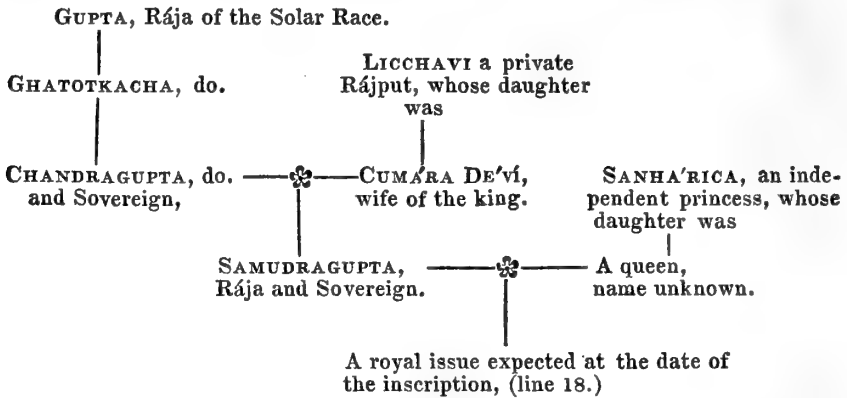 GUPTA, Rája of the Solar Race.
LICCHAVI a private
Rájput, whose daughter
was
GHATOTKACHA, do.
CHANDRAGUPTA, do.
and Sovereign,
CUMA'RA DE'Ví,
wife of the king.
SANHA'RICA, an inde-
pendent princess, whose
daughter was
SAMUDRAGUPTA,
Rája and Sovereign.
A queen,
name unknown.
A royal issue expected at the date of
the inscription, (line 18.)